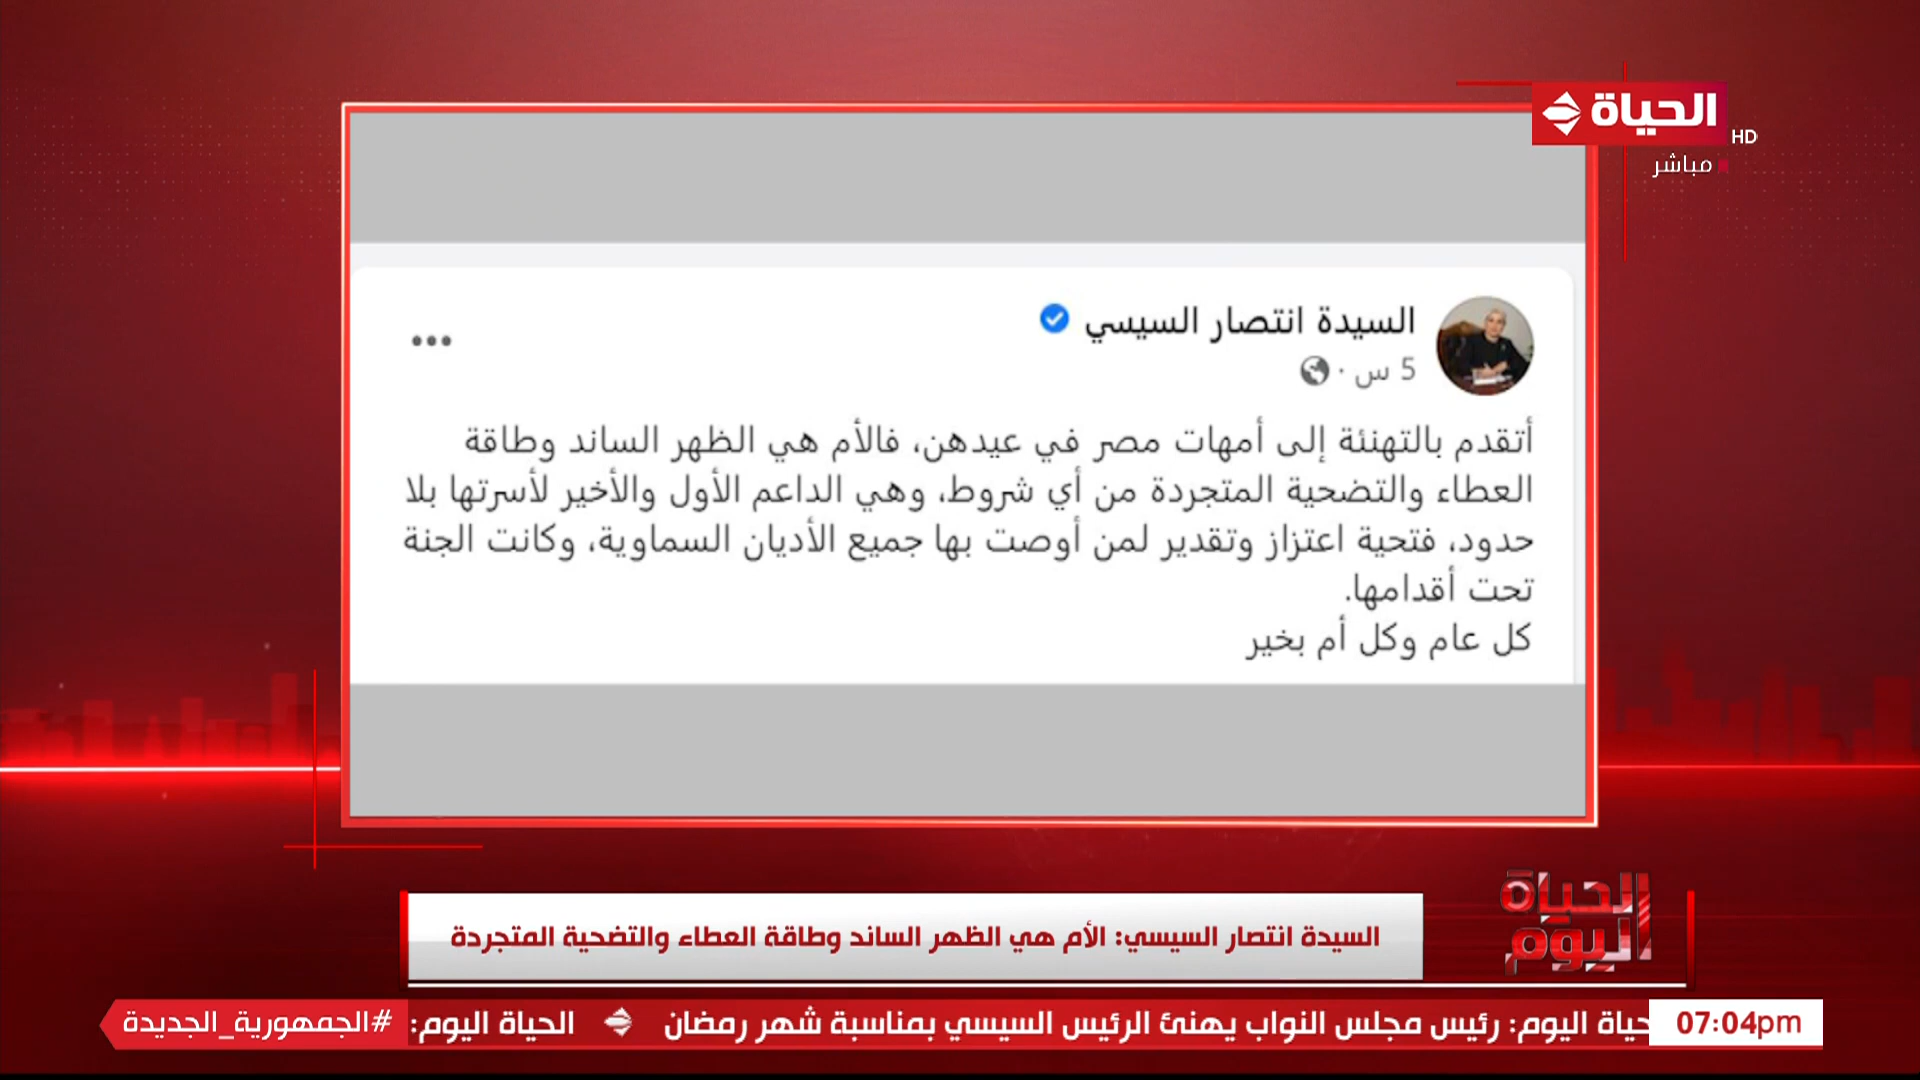 الحياة
HD
مباشر
السيدة انتصار السيسي
5 س ·
أتقدم بالتهنئة إلى أمهات مصر في عيدهن، فالأم هي الظهر الساند وطاقة
العطاء والتضحية المتجردة من أي شروط، وهي الداعم الأول والأخير لأسرتها بلا
حدود، فتحية اعتزاز وتقدير لمن أوصت بها جميع الأديان السماوية، وكانت الجنة
تحت أقدامها.
كل عام وكل أم بخير
الحياة
اليوم
السيدة انتصار السيسي: الأم هي الظهر الساند وطاقة العطاء والتضحية المتجردة
07:04pm
حياة اليوم: رئيس مجلس النواب يهنئ الرئيس السيسي بمناسبة شهر رمضان
الحياة اليوم:
#الجمهورية_الجديدة